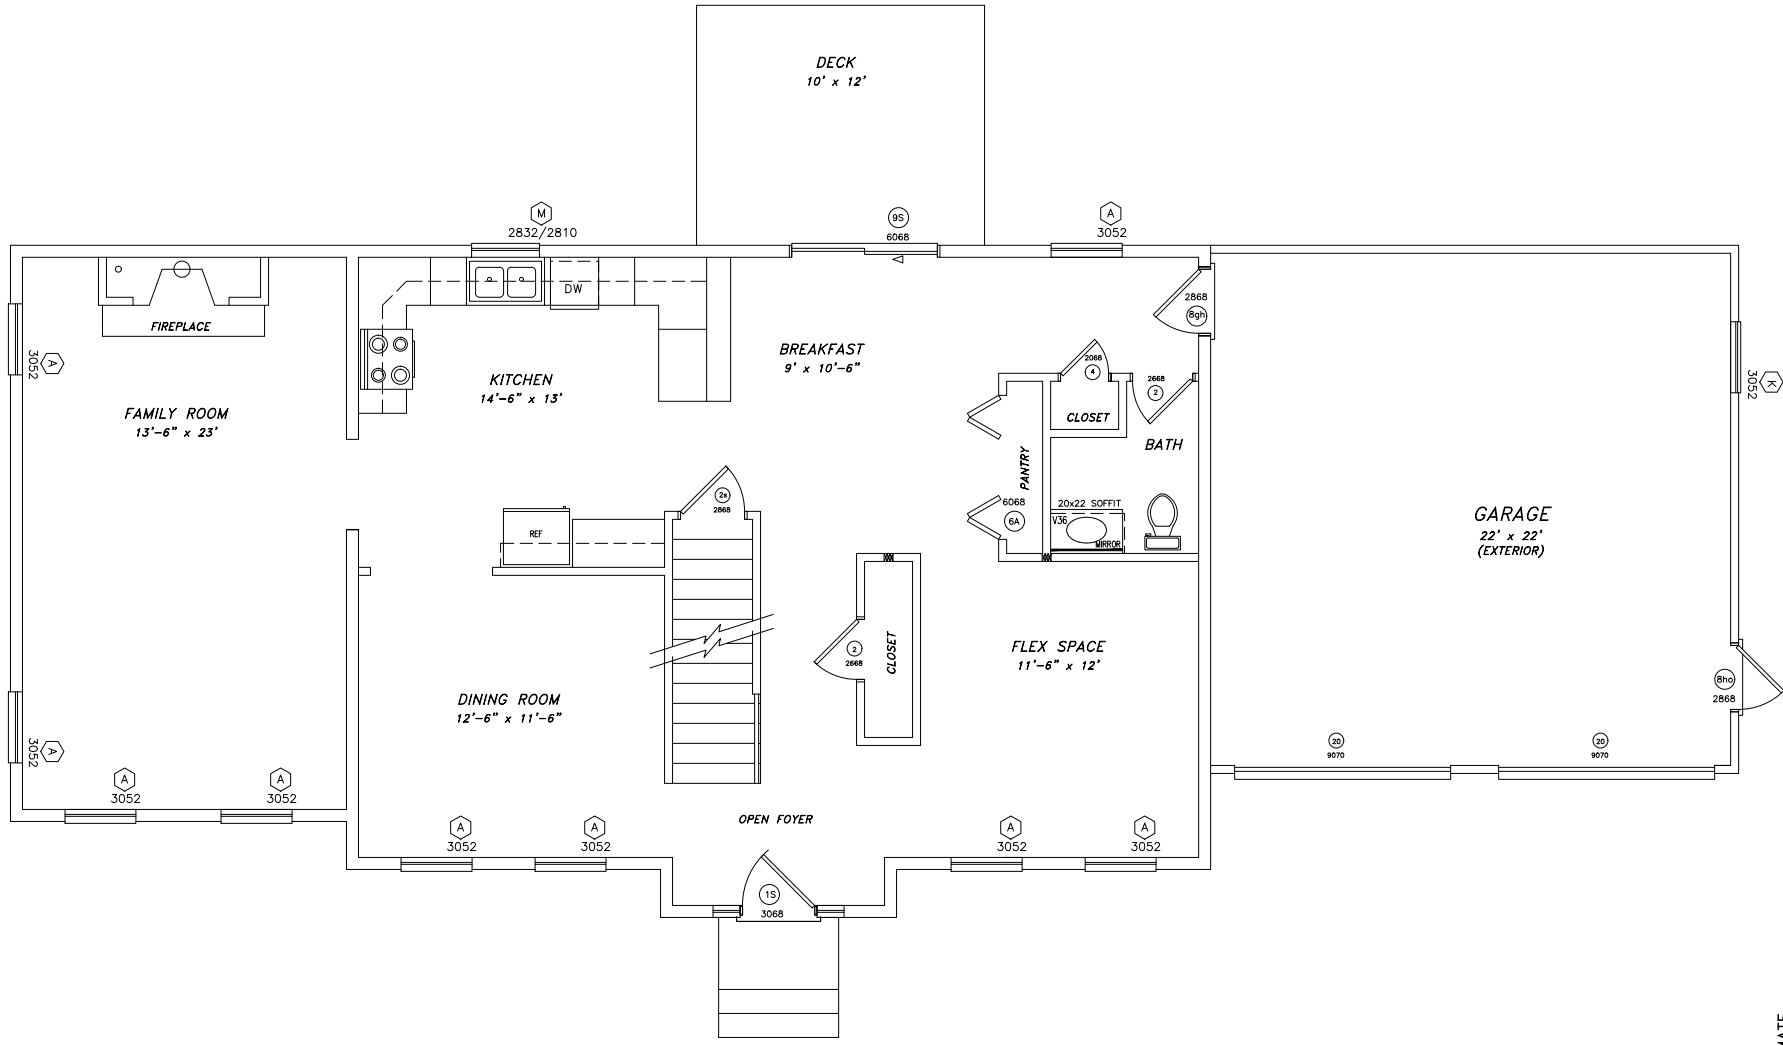 DECK
10' x 12'
M
2832/2810
9S
6068
A
3052
DW
2868
8gh
FIREPLACE
A
3052
KITCHEN
14'-6" x 13'
BREAKFAST
9' x 10'-6"
2068
4
2668
2
K
3052
FAMILY ROOM
13'-6" x 23'
CLOSET
BATH
PANTRY
2s
2868
6068
6A
20x22 SOFFIT
V36
MIRROR
REF
GARAGE
22' x 22'
(EXTERIOR)
2
2668
CLOSET
FLEX SPACE
11'-6" x 12'
DINING ROOM
12'-6" x 11'-6"
8ho
2868
A
3052
20
9070
20
9070
A
3052
A
3052
OPEN FOYER
A
3052
A
3052
A
3052
A
3052
1S
3068